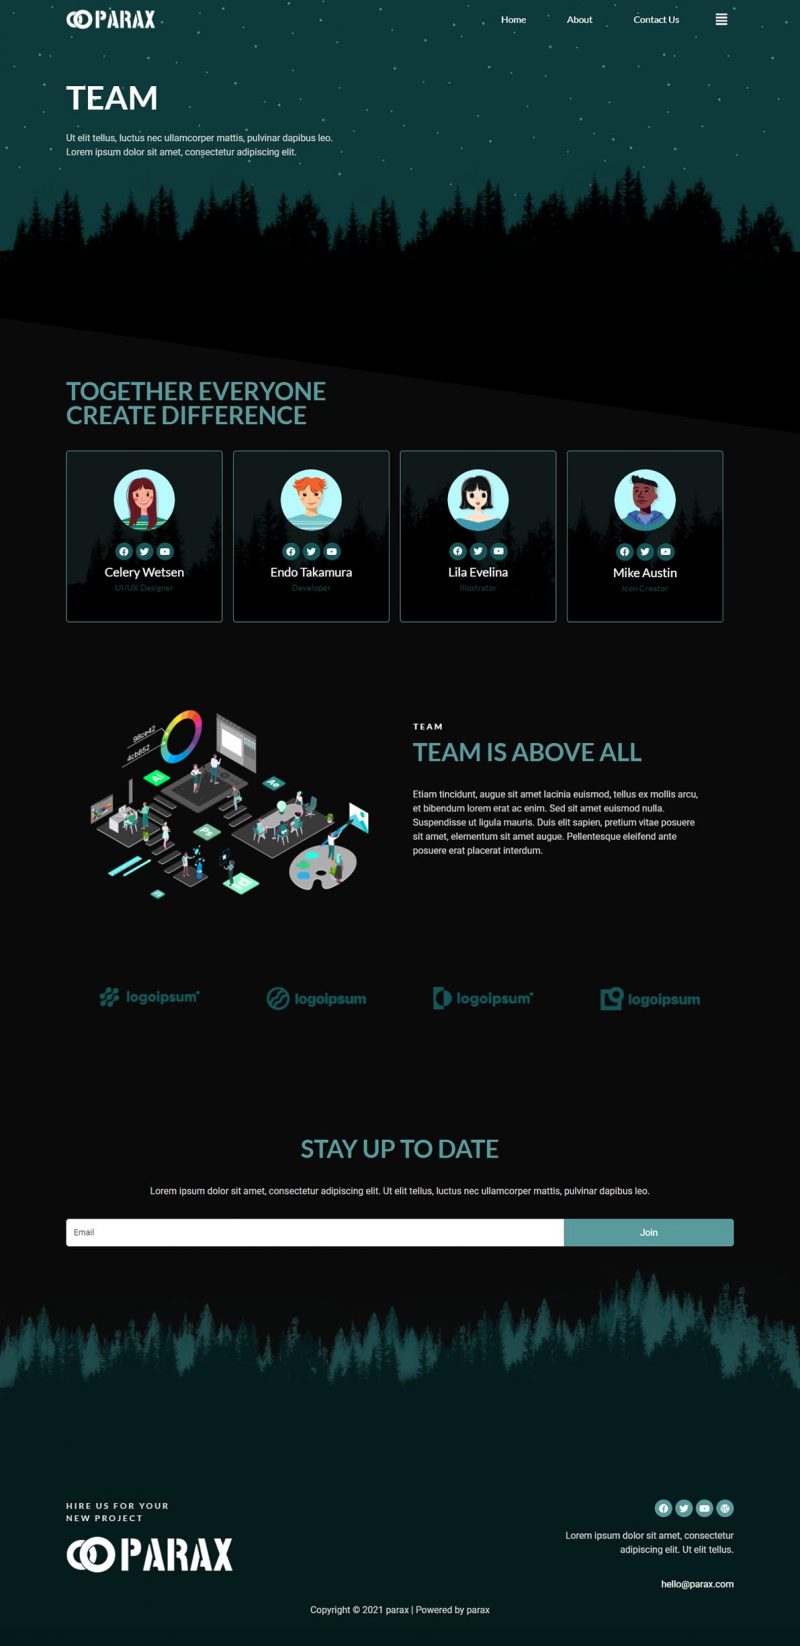 PARAX
Home
About
Contact Us
TEAM
Ut elit tellus, luctus nec ullamcorper mattis, pulvinar dapibus leo.
Lorem ipsum dolor sit amet, consectetur adipiscing elit.
TOGETHER EVERYONE
CREATE DIFFERENCE
Celery Wetsen
UI/UX Designer
Endo Takamura
Developer
Lila Evelina
Illustrator
Mike Austin
Icon Creator
98ce42
4cb852
Ai
Ae
Ps
TEAM
TEAM IS ABOVE ALL
Etiam tincidunt, augue sit amet lacinia euismod, tellus ex mollis arcu,
et bibendum lorem erat ac enim. Sed sit amet euismod nulla.
Suspendisse ut ligula mauris. Duis elit sapien, pretium vitae posuere
sit amet, elementum sit amet augue. Pellentesque eleifend ante
posuere erat placerat interdum.
logoipsum
logoipsum
logoipsum
logoipsum
STAY UP TO DATE
Lorem ipsum dolor sit amet, consectetur adipiscing elit. Ut elit tellus, luctus nec ullamcorper mattis, pulvinar dapibus leo.
Email
Join
HIRE US FOR YOUR
NEW PROJECT
PARAX
Lorem ipsum dolor sit amet, consectetur
adipiscing elit. Ut elit tellus.
hello@parax.com
Copyright © 2021 parax | Powered by parax